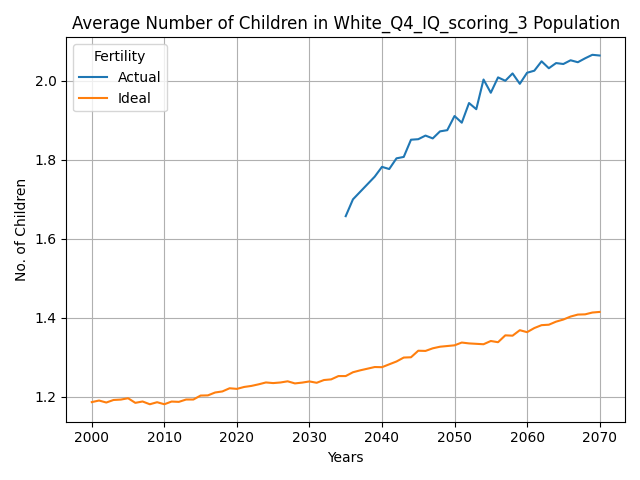 Average Number of Children in White_Q4_IQ_scoring_3 Population
Fertility
Actual
Ideal
No. of Children
2.0
1.8
1.6
1.4
1.2
2000
2010
2020
2030
2040
2050
2060
2070
Years